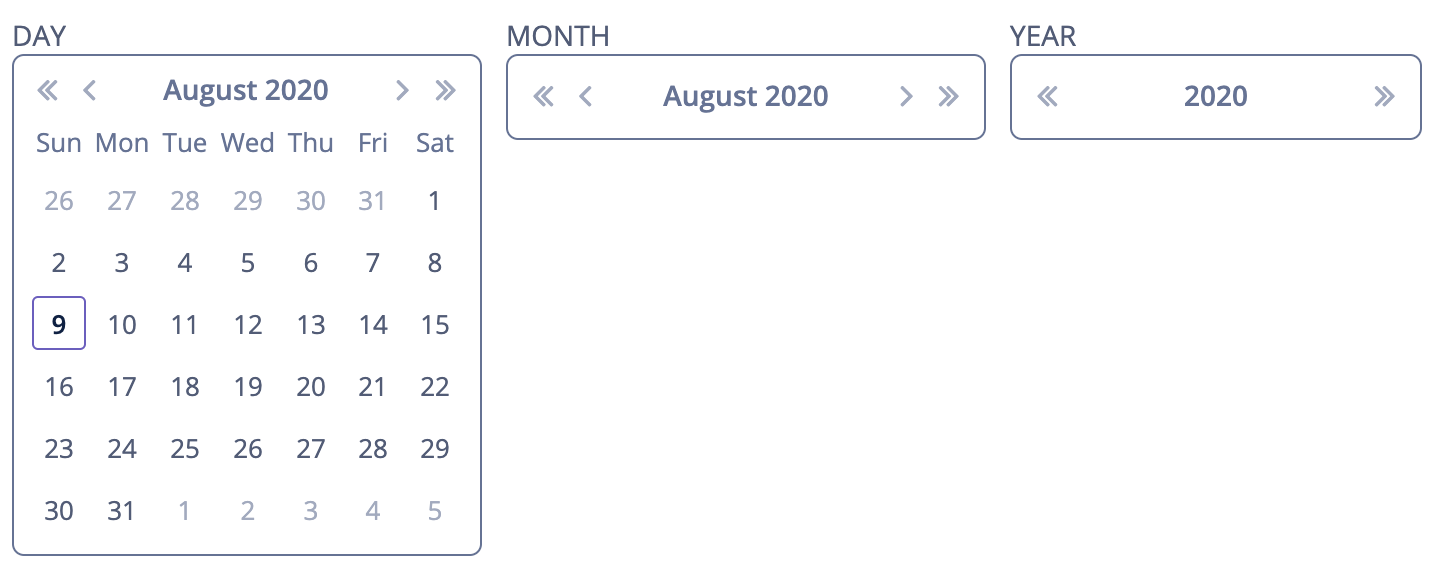 DAY
« ‹ August 2020 › »
Sun Mon Tue Wed Thu Fri Sat
26 27 28 29 30 31 1
2 3 4 5 6 7 8
9 10 11 12 13 14 15
16 17 18 19 20 21 22
23 24 25 26 27 28 29
30 31 1 2 3 4 5
MONTH
« ‹ August 2020 › »
YEAR
« 2020 »